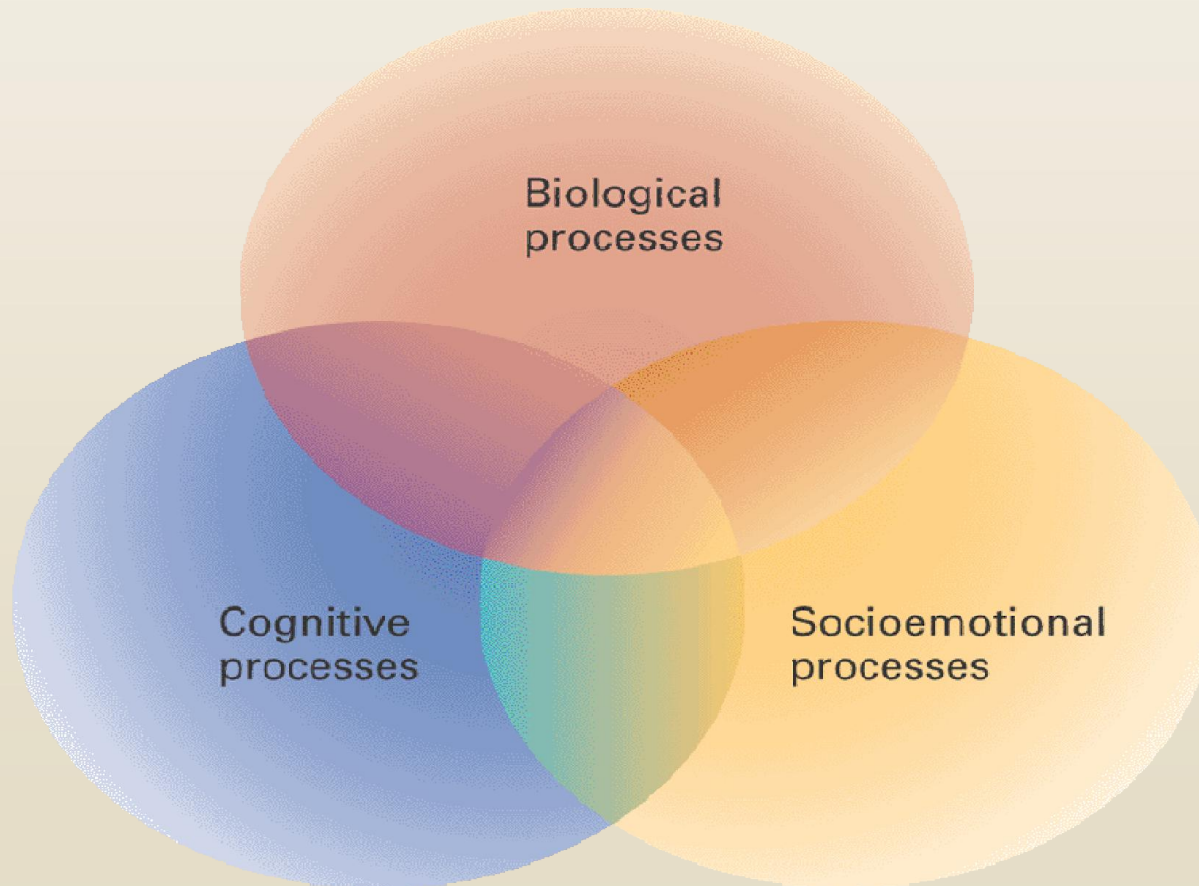 Biological
processes
Cognitive
processes
Socioemotional
processes